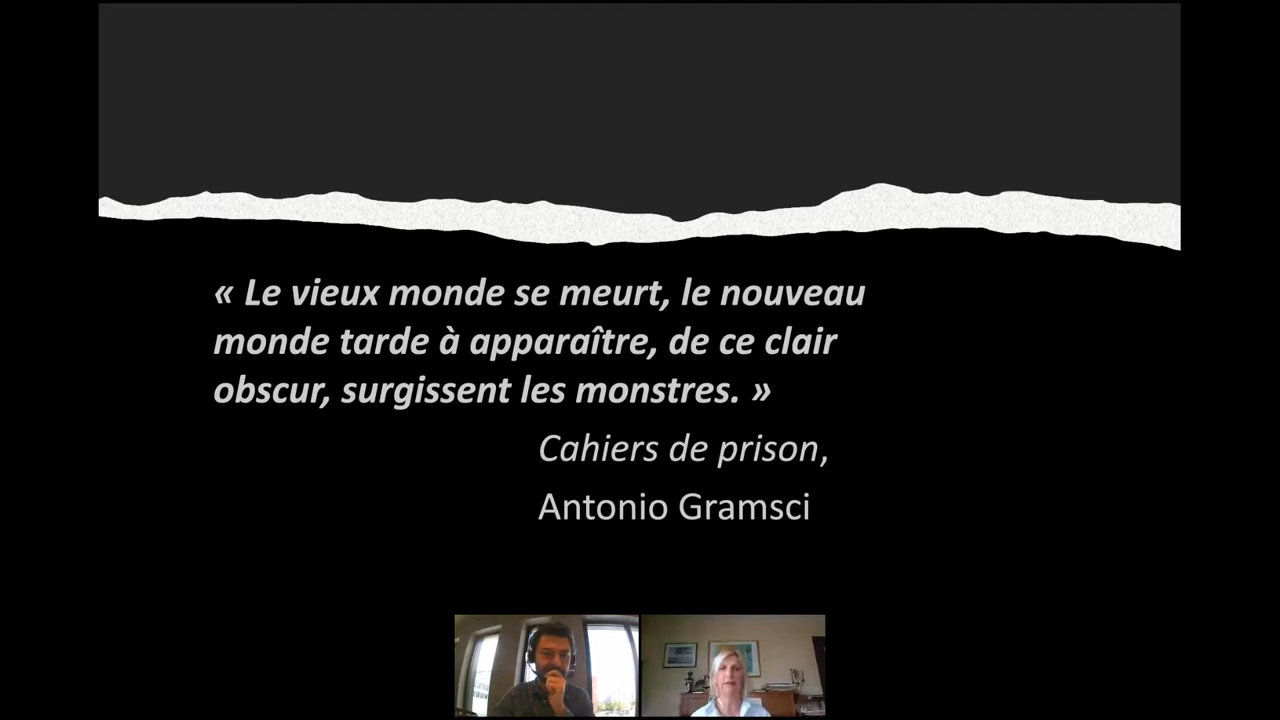 « Le vieux monde se meurt, le nouveau
monde tarde à apparaître, de ce clair
obscur, surgissent les monstres. »
Cahiers de prison,
Antonio Gramsci